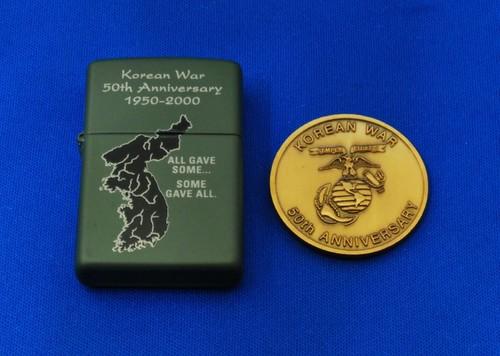 Korean War
50th Anniversary
1950-2000
ALL GAVE
SOME...
SOME
GAVE ALL.
KOREAN WAR
SEMPER FIDELIS
50th ANNIVERSARY